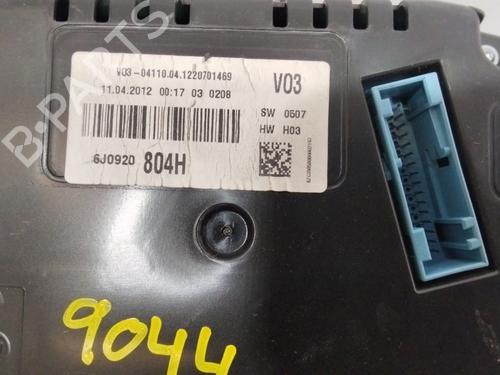 V03-04110.04.1220701469
11.04.2012 00:17 03 0208
V03
SW 0507
HW H03
6J0920 804H
9044
B-PARTS